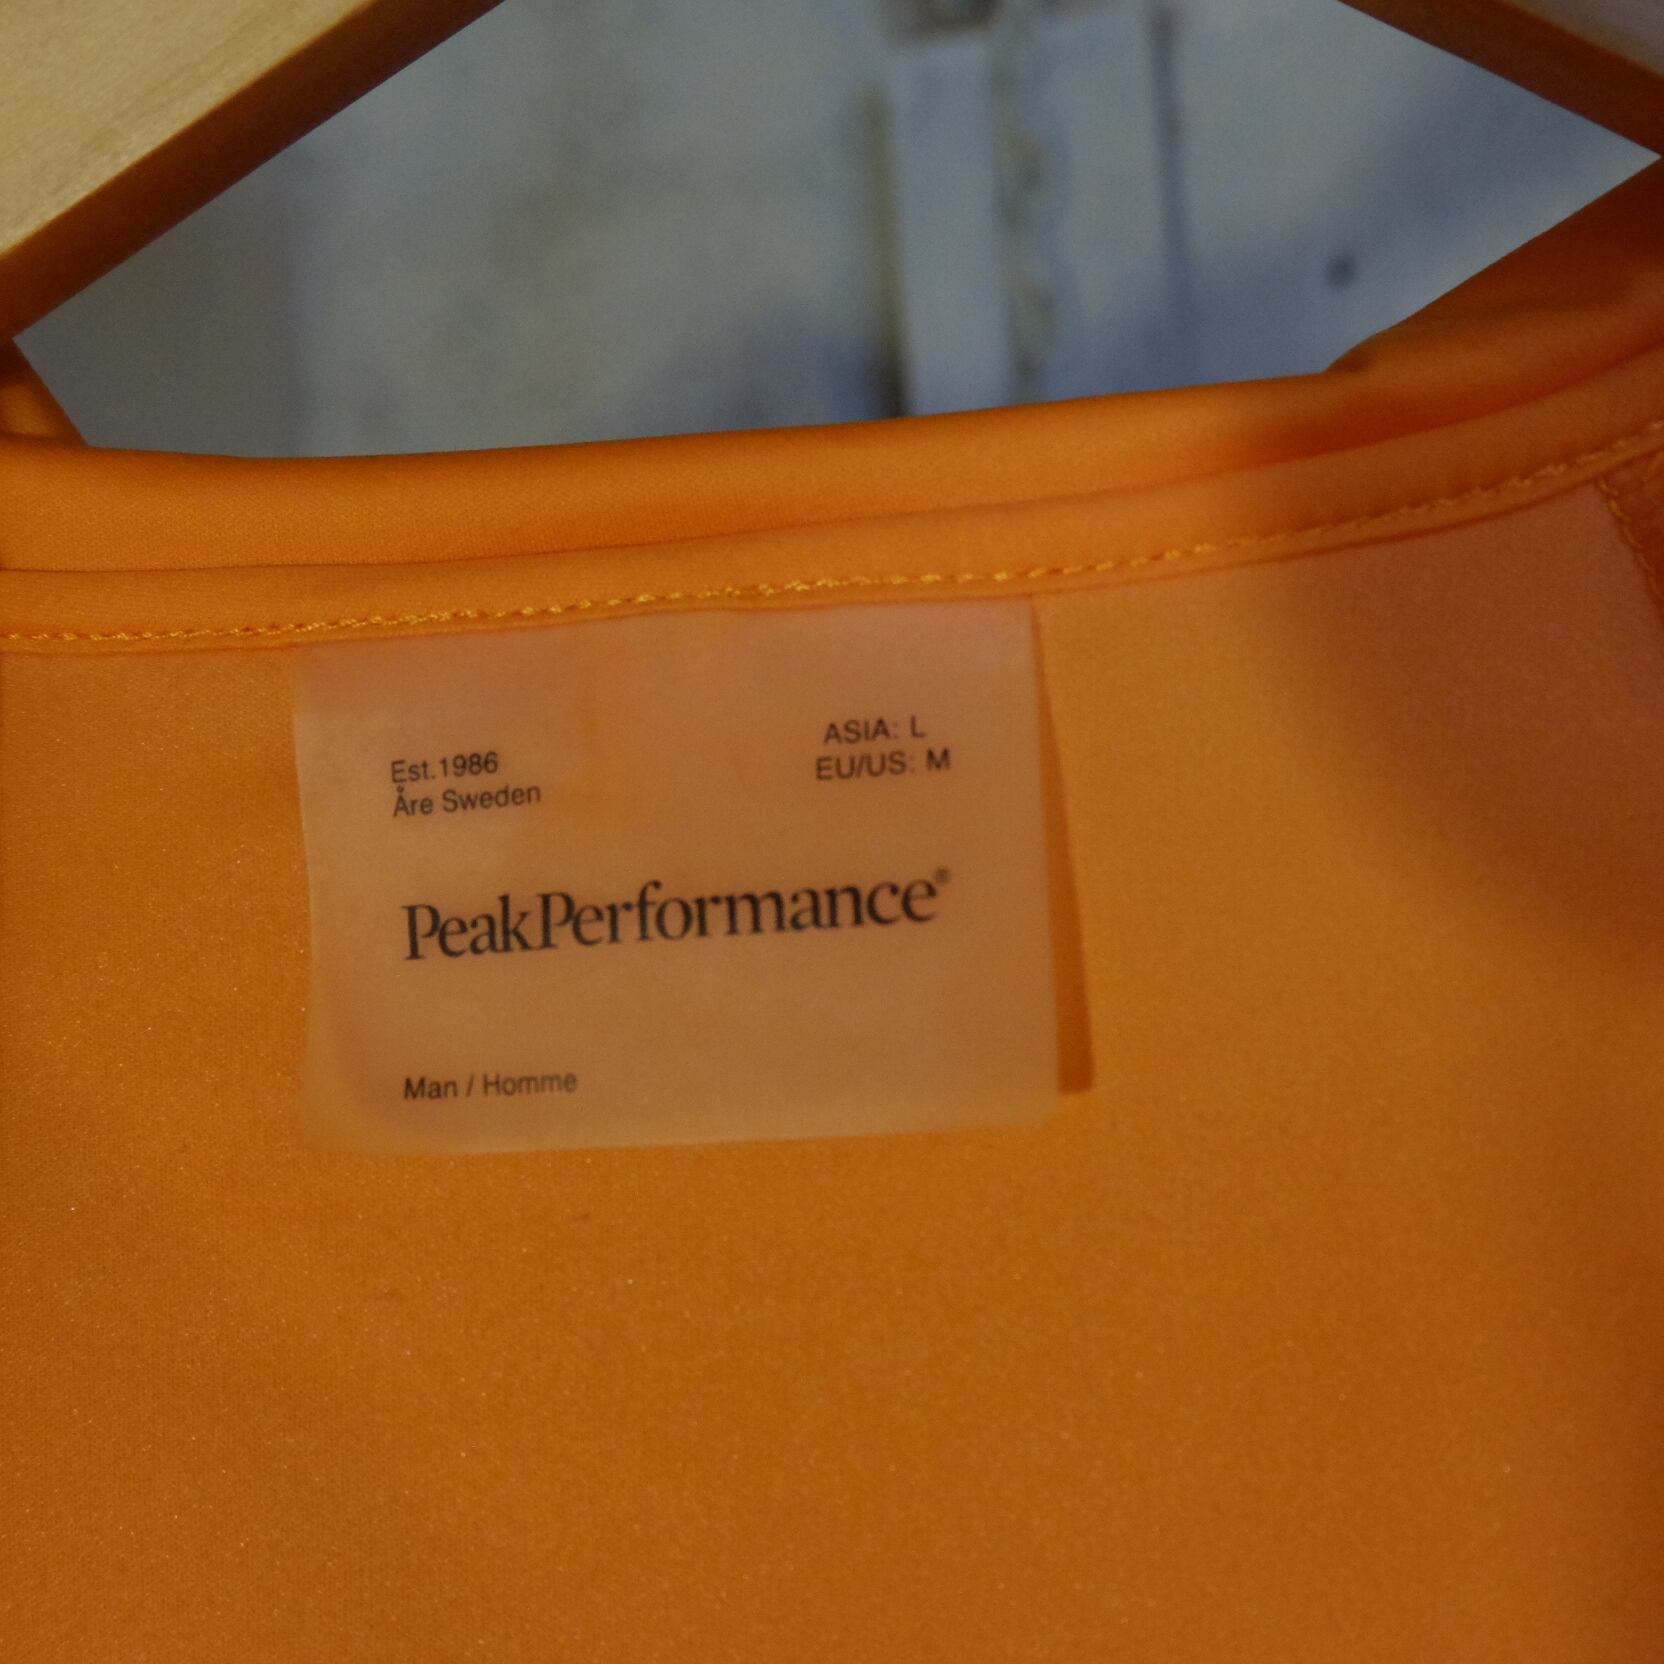 Est.1986
Åre Sweden
ASIA: L
EU/US: M
PeakPerformance®
Man / Homme